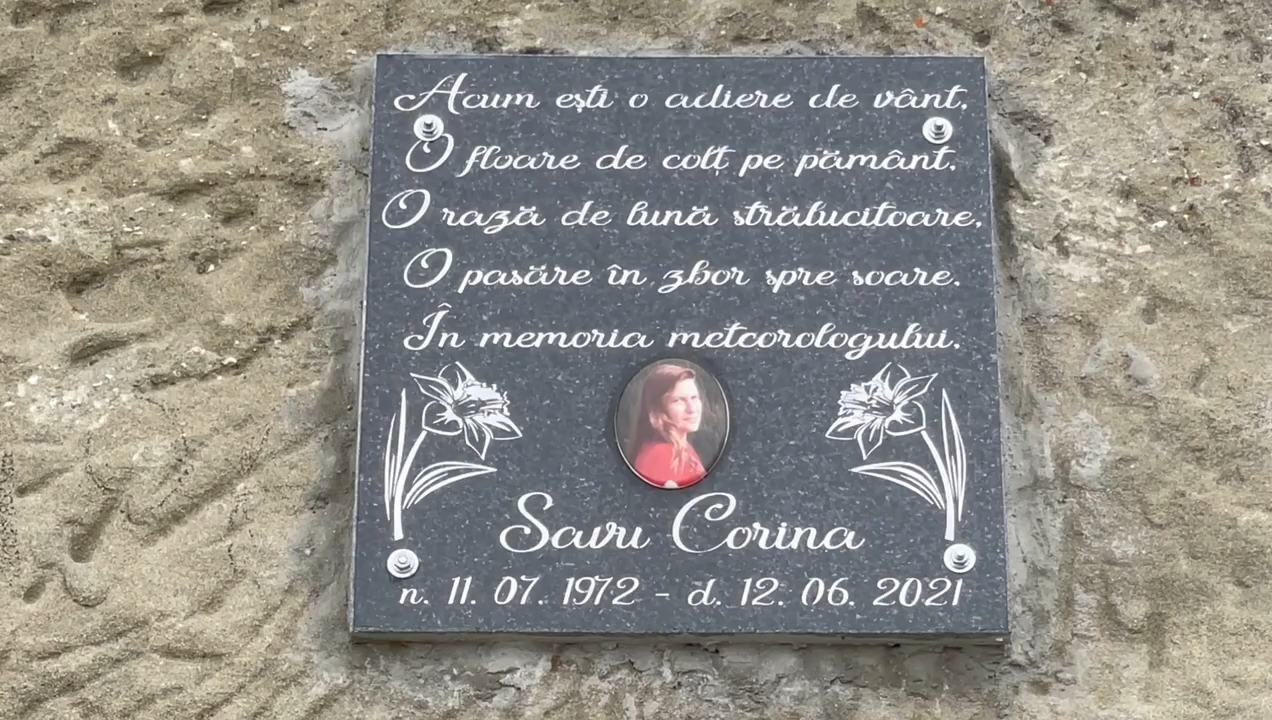 Acum ești o adiere de vânt,
O floare de colț pe pământ,
O rază de lună strălucitoare,
O pasăre în zbor spre soare.
În memoria meteorologului,
Savu Corina
n. 11. 07. 1972 - d. 12. 06. 2021